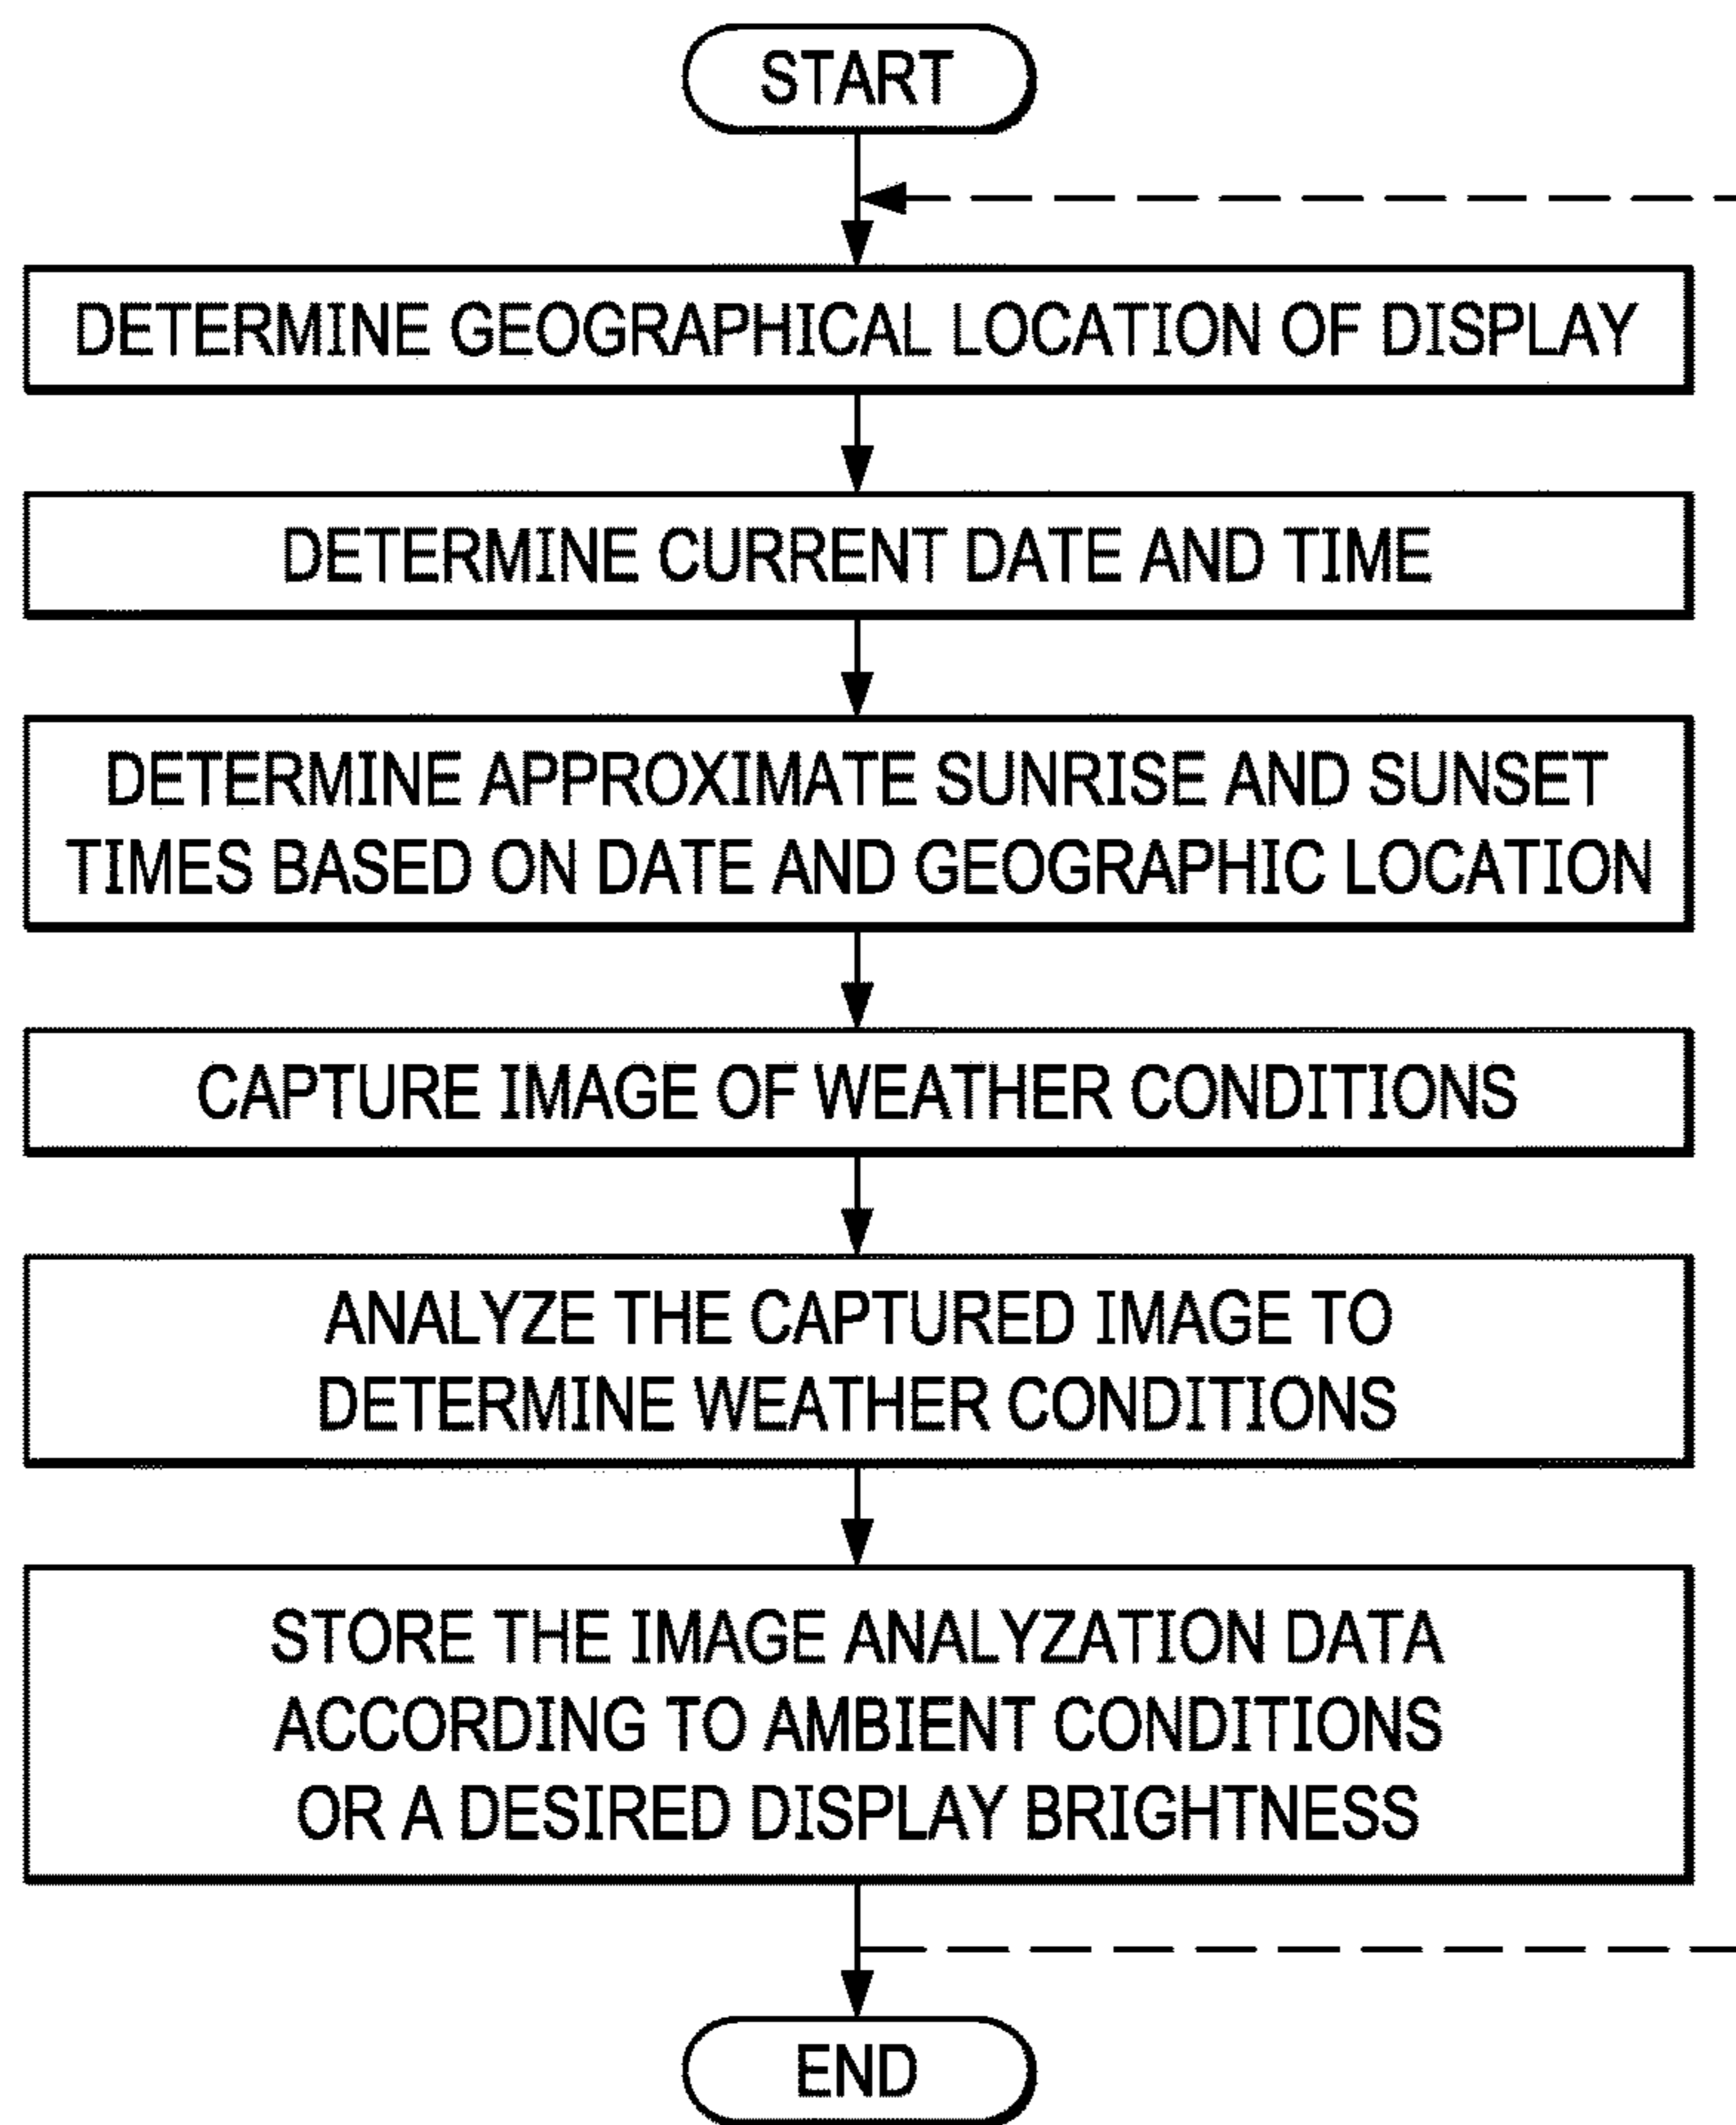 START
DETERMINE GEOGRAPHICAL LOCATION OF DISPLAY
DETERMINE CURRENT DATE AND TIME
DETERMINE APPROXIMATE SUNRISE AND SUNSET
TIMES BASED ON DATE AND GEOGRAPHIC LOCATION
CAPTURE IMAGE OF WEATHER CONDITIONS
ANALYZE THE CAPTURED IMAGE TO
DETERMINE WEATHER CONDITIONS
STORE THE IMAGE ANALYZATION DATA
ACCORDING TO AMBIENT CONDITIONS
OR A DESIRED DISPLAY BRIGHTNESS
END